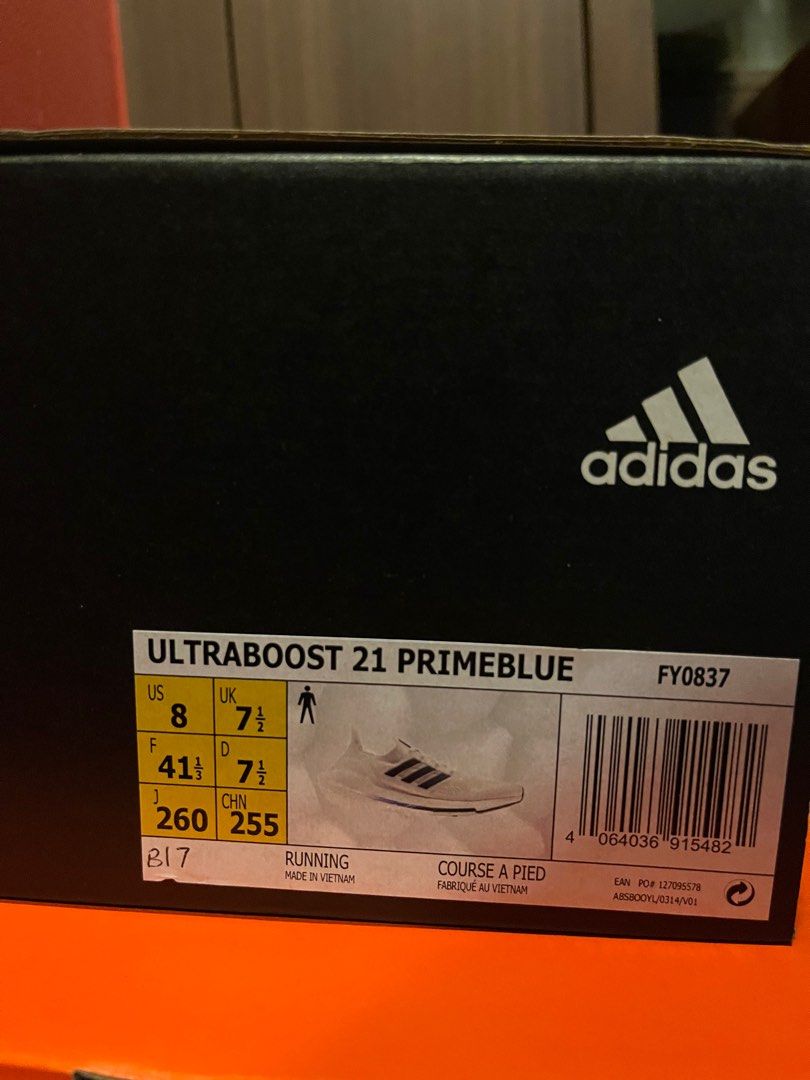 adidas
ULTRABOOST 21 PRIMEBLUE FY0837
US 8 UK 7½
F 41⅓ D 7½
J 260 CHN 255
4 064036 915482
B17
RUNNING
MADE IN VIETNAM
COURSE A PIED
FABRIQUÉ AU VIETNAM
EAN PO# 127095578
ABSBOOYL/0314/V01